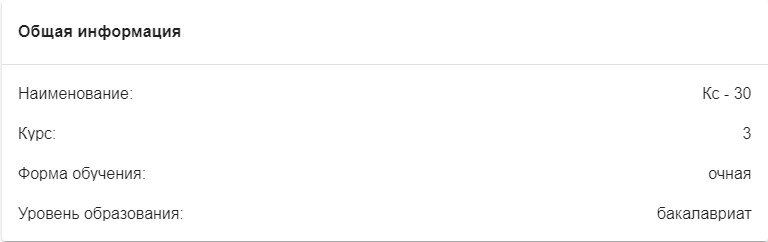 Общая информация
Наименование: Кс - 30
Курс: 3
Форма обучения: очная
Уровень образования: бакалавриат